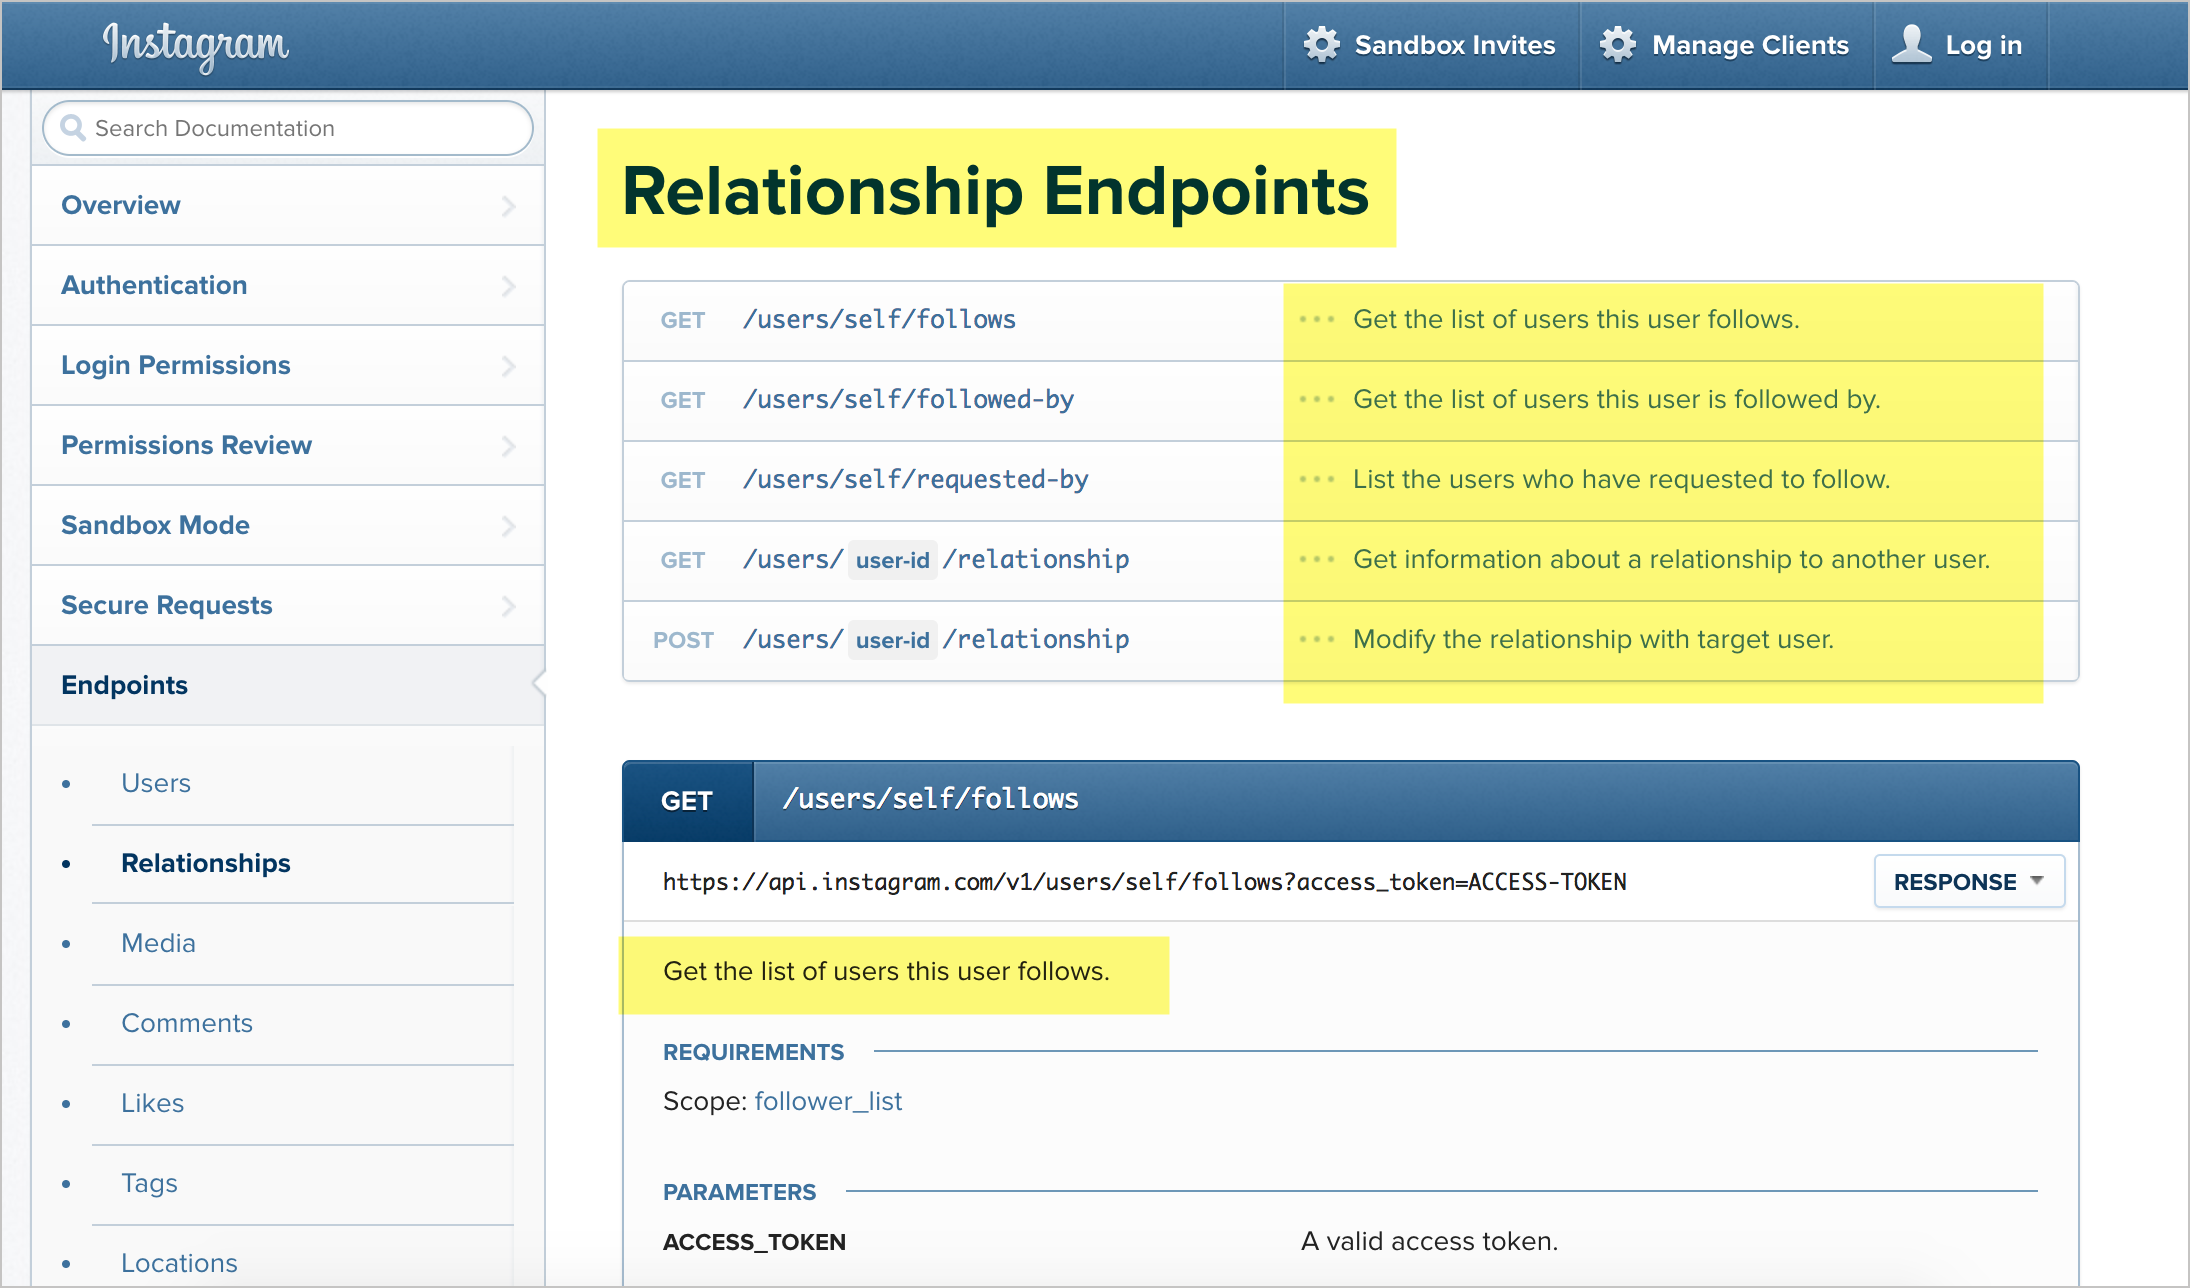 Instagram
Sandbox Invites
Manage Clients
Log in
Search Documentation
Overview
Authentication
Login Permissions
Permissions Review
Sandbox Mode
Secure Requests
Endpoints
• Users
• Relationships
• Media
• Comments
• Likes
• Tags
• Locations
Relationship Endpoints
GET /users/self/follows ••• Get the list of users this user follows.
GET /users/self/followed-by ••• Get the list of users this user is followed by.
GET /users/self/requested-by ••• List the users who have requested to follow.
GET /users/ user-id /relationship ••• Get information about a relationship to another user.
POST /users/ user-id /relationship ••• Modify the relationship with target user.
GET /users/self/follows
https://api.instagram.com/v1/users/self/follows?access_token=ACCESS-TOKEN
RESPONSE
Get the list of users this user follows.
REQUIREMENTS
Scope: follower_list
PARAMETERS
ACCESS_TOKEN A valid access token.